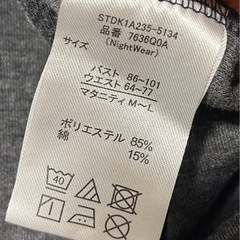 STDK1A235-5134
品番 7636Q0A
(NightWear)
サイズ
バスト 86~101
ウエスト 64~77
マタニティ M~L
ポリエステル 85%
綿 15%
40